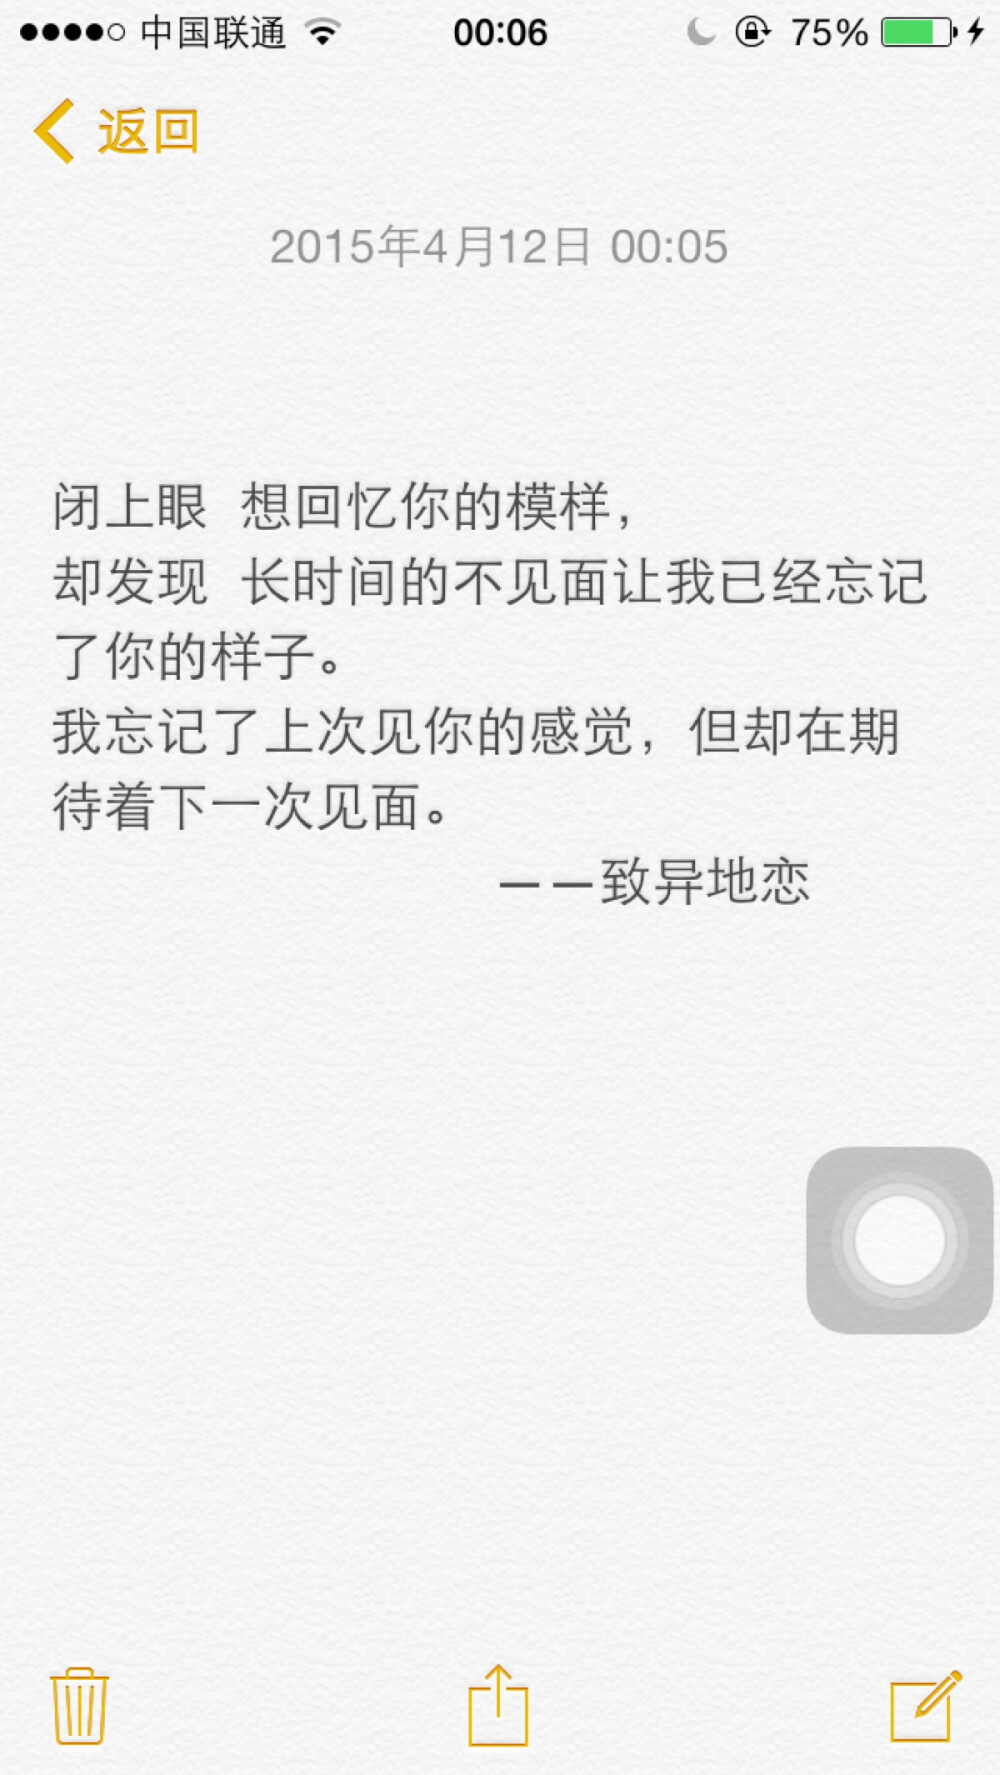 中国联通 00:06 75%
返回
2015年4月12日 00:05
闭上眼 想回忆你的模样，
却发现 长时间的不见面让我已经忘记
了你的样子。
我忘记了上次见你的感觉，但却在期
待着下一次见面。
——致异地恋